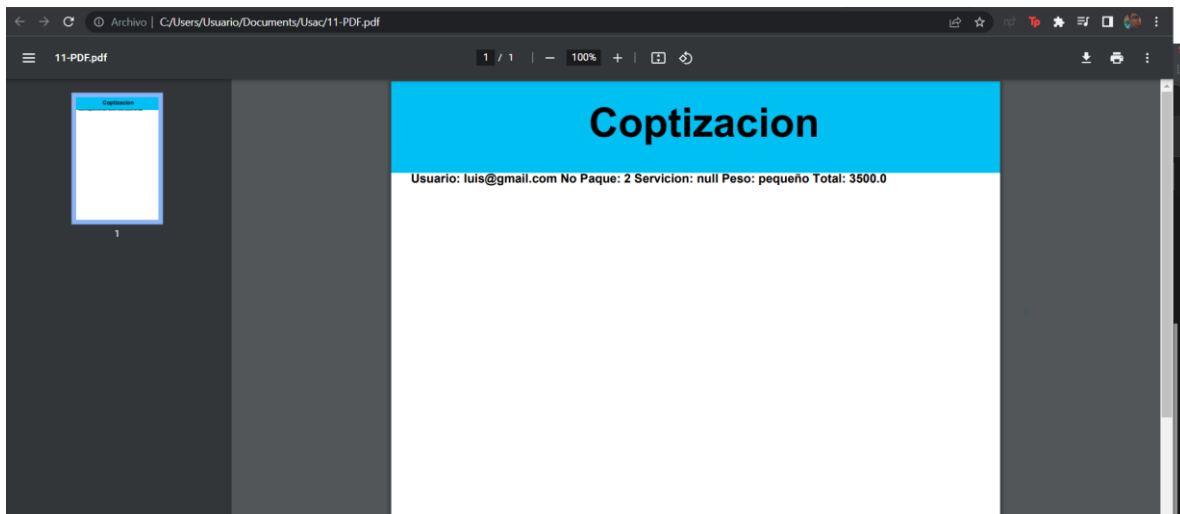 Archivo | C:/Users/Usuario/Documents/Usac/11-PDF.pdf
11-PDF.pdf
1 / 1 | − 100% + |
Coptizacion
1
Coptizacion
Usuario: luis@gmail.com No Paque: 2 Servicion: null Peso: pequeño Total: 3500.0